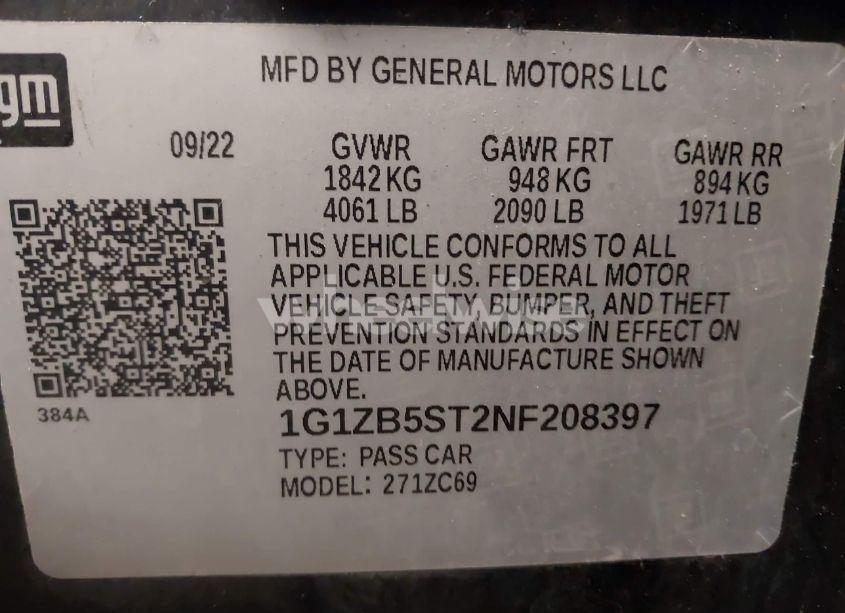 gm
MFD BY GENERAL MOTORS LLC
09/22 GVWR GAWR FRT GAWR RR
1842 KG 948 KG 894 KG
4061 LB 2090 LB 1971 LB
THIS VEHICLE CONFORMS TO ALL
APPLICABLE U.S. FEDERAL MOTOR
VEHICLE SAFETY, BUMPER, AND THEFT
PREVENTION STANDARDS IN EFFECT ON
THE DATE OF MANUFACTURE SHOWN
ABOVE.
384A
1G1ZB5ST2NF208397
TYPE: PASS CAR
MODEL: 271ZC69